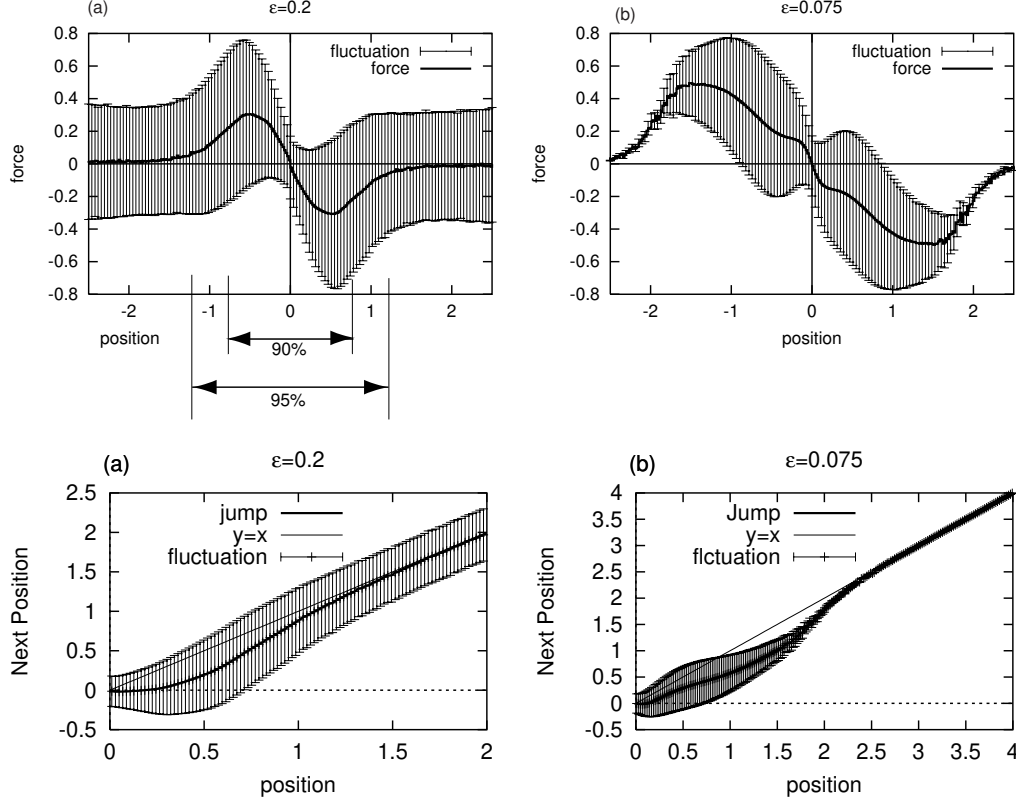 (a)
ε=0.2
fluctuation
force
0.8
0.6
0.4
0.2
0
-0.2
-0.4
-0.6
-0.8
force
-2
-1
0
1
2
position
90%
95%
(b)
ε=0.075
fluctuation
force
0.8
0.6
0.4
0.2
0
-0.2
-0.4
-0.6
-0.8
force
-2
-1
0
1
2
position
(a)
ε=0.2
jump
y=x
fluctuation
2.5
2
1.5
1
0.5
0
-0.5
Next Position
0
0.5
1
1.5
2
position
(b)
ε=0.075
Jump
y=x
flctuation
4
3.5
3
2.5
2
1.5
1
0.5
0
-0.5
Next Position
0
0.5
1
1.5
2
2.5
3
3.5
4
position